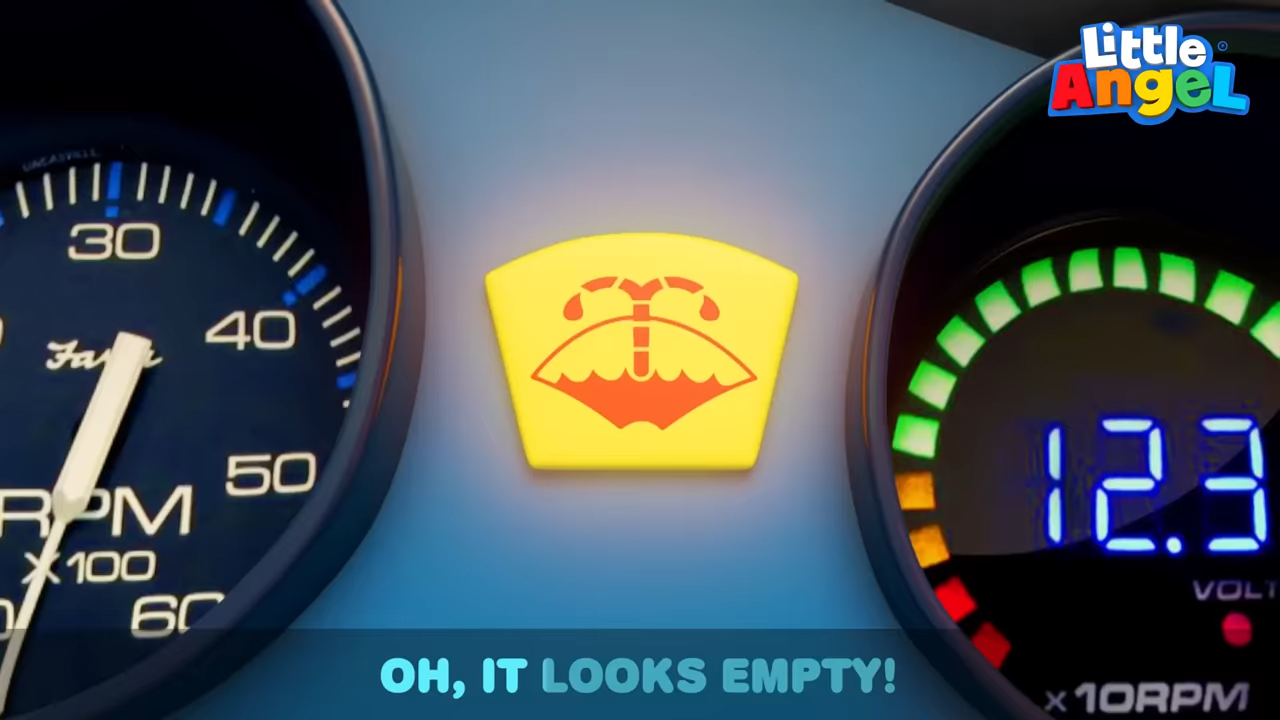 Little
Angel
30
40
50
60
RPM
X100
12.3
VOLT
x10RPM
OH, IT LOOKS EMPTY!